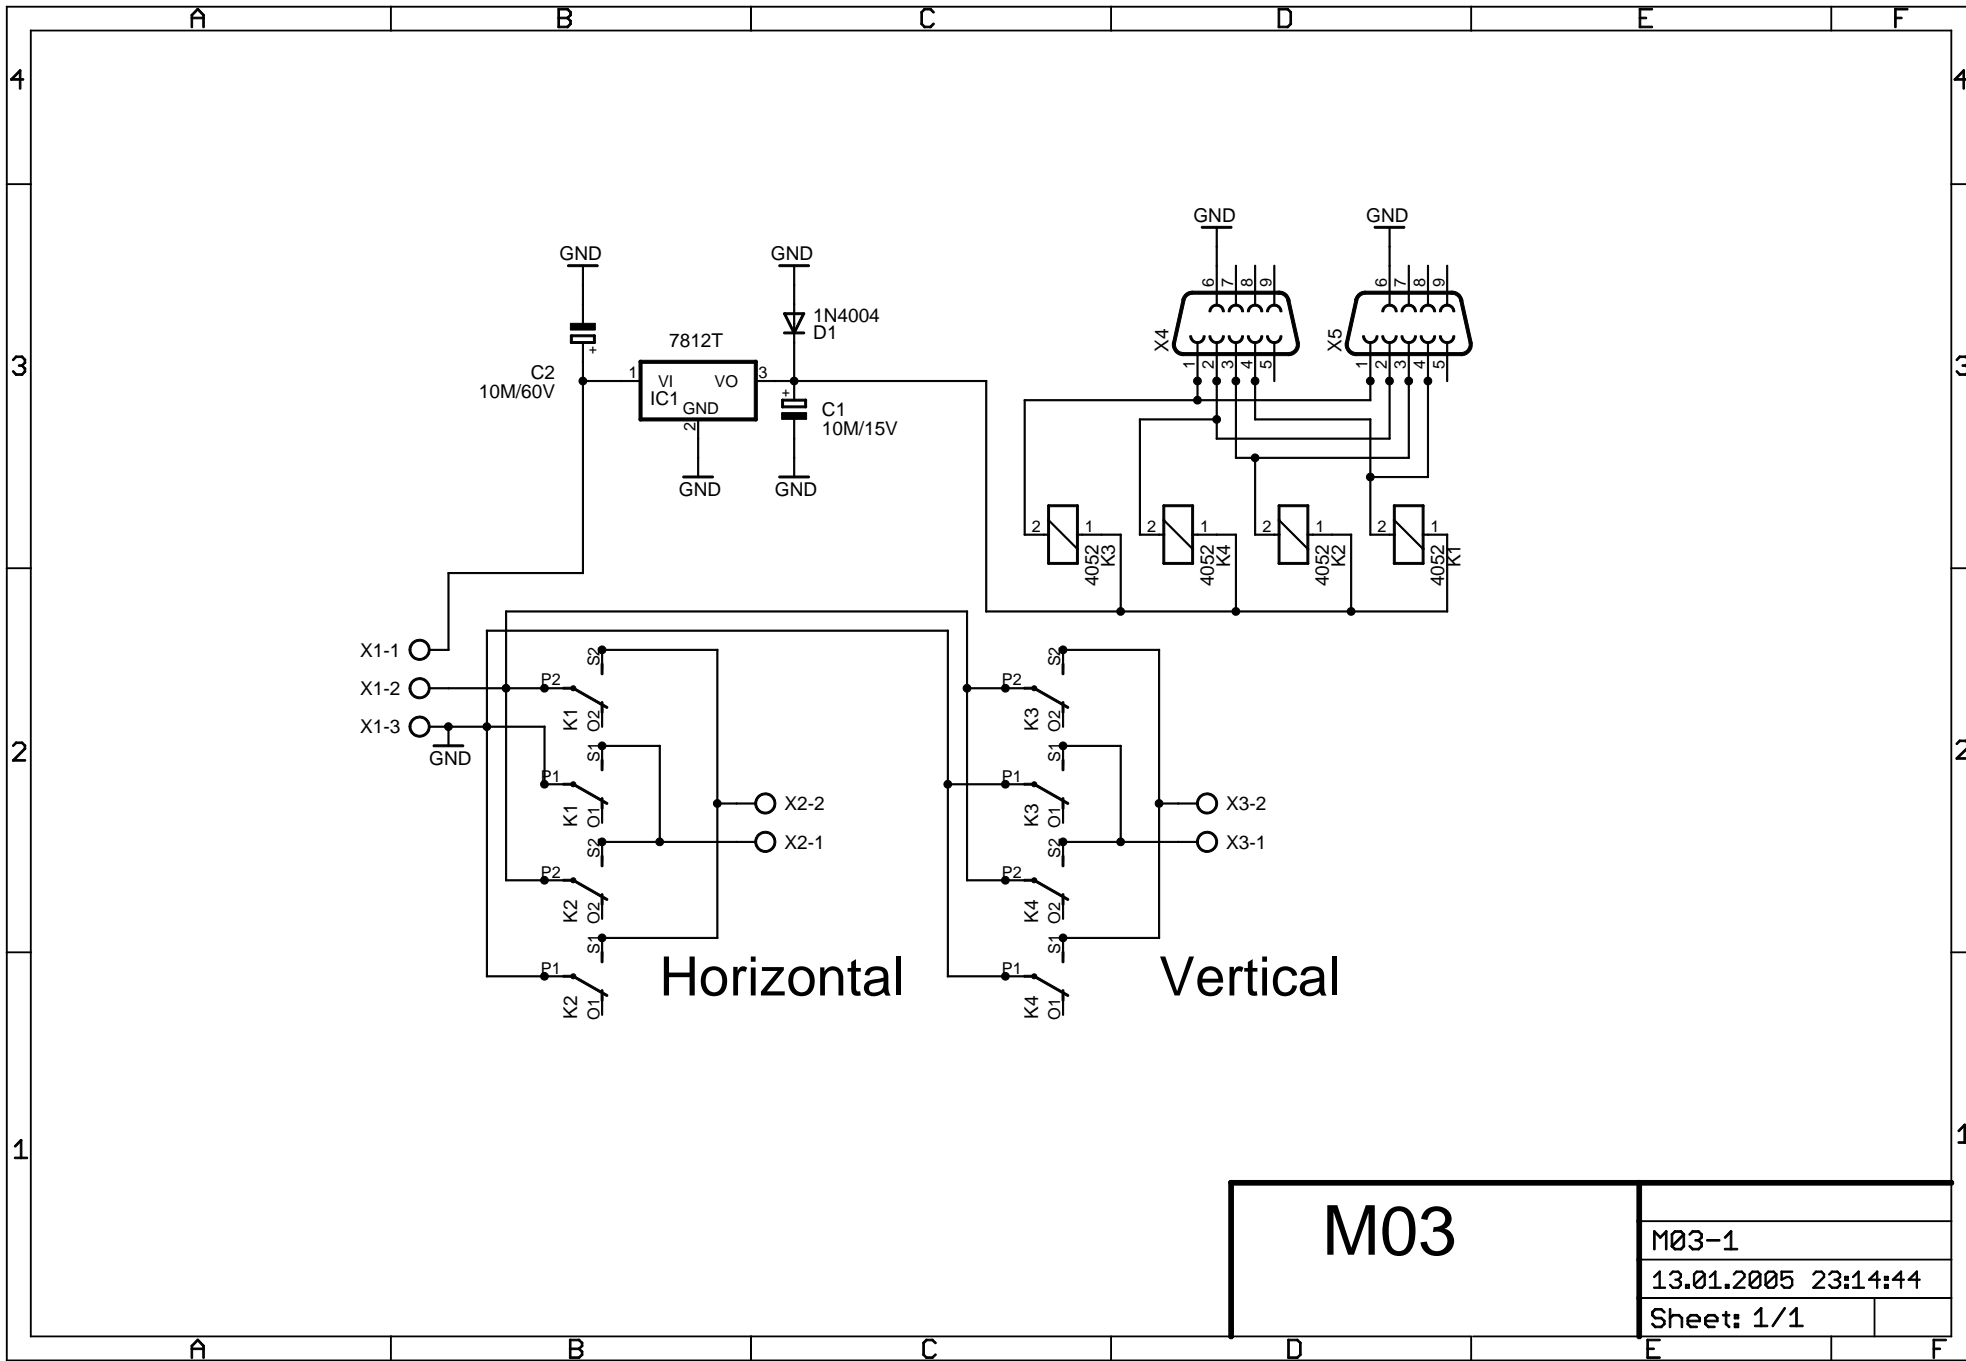 A B C D E F
4 4
GND GND
GND GND
6 7 8 9 6 7 8 9
1N4004
D1
7812T
X4 X5
3 3
C2
10M/60V
1 VI VO 3
IC1 GND
2
+
+
C1
10M/15V
1 2 3 4 5 1 2 3 4 5
GND GND
2 1 2 1 2 1 2 1
4052 K3 4052 K4 4052 K2 4052 K1
X1-1
X1-2
X1-3
GND
S2 P2 K1 O2
S1 P1 K1 O1
S2 P2 K2 O2
S1 P1 K2 O1
X2-2
X2-1
S2 P2 K3 O2
S1 P1 K3 O1
S2 P2 K4 O2
S1 P1 K4 O1
X3-2
X3-1
2 2
Horizontal Vertical
1 1
M03
M03-1
13.01.2005 23:14:44
Sheet: 1/1
A B C D E F